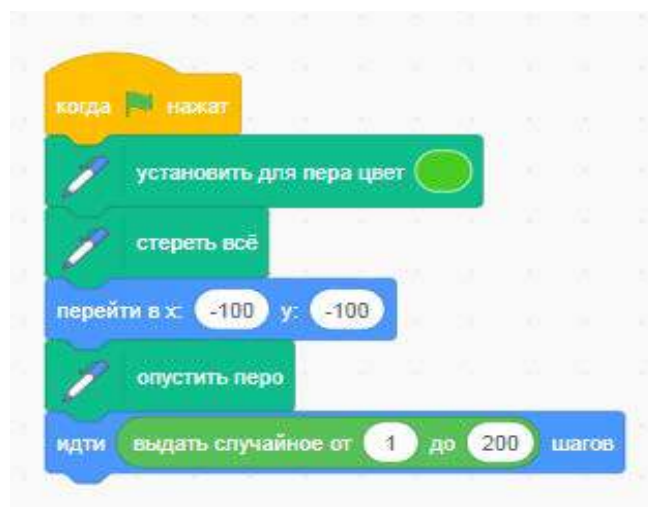 когда нажат
установить для пера цвет
стереть всё
перейти в x: -100 y: -100
опустить перо
идти выдать случайное от 1 до 200 шагов